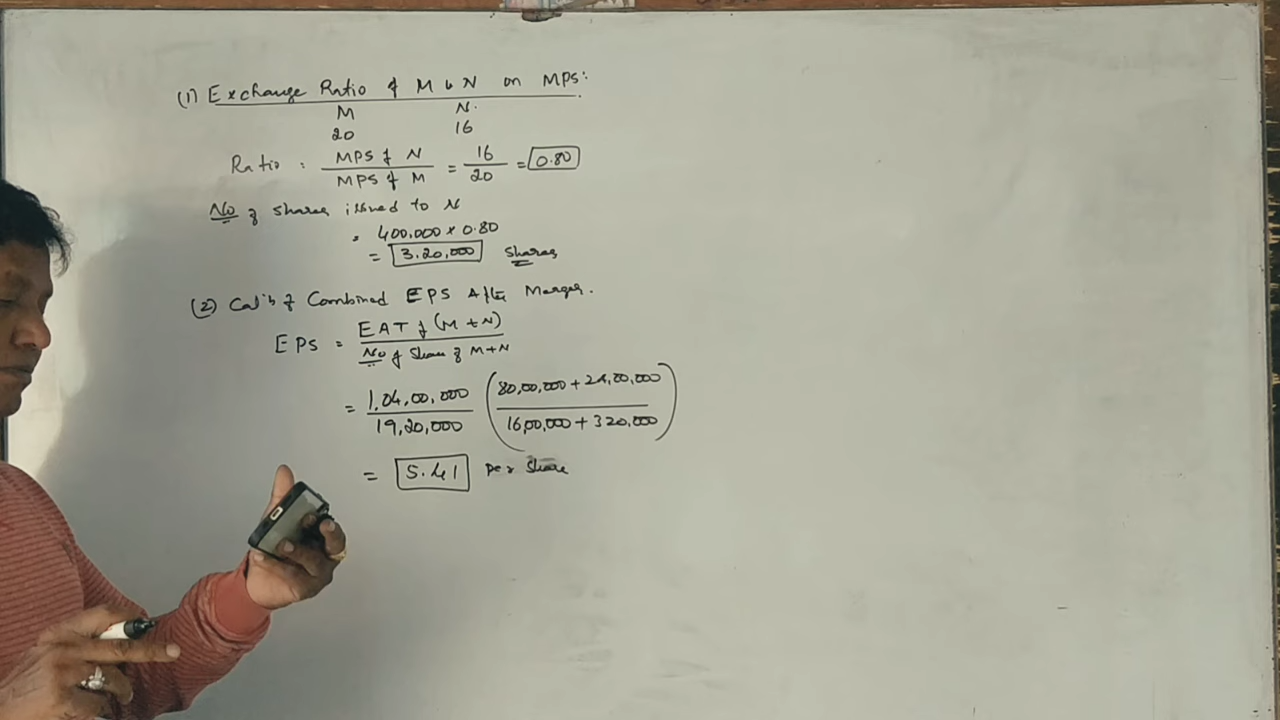 (1) Exchange Ratio of M & N on MPS:
M N.
20 16
Ratio : MPS of N / MPS of M = 16 / 20 = 0.80
No of shares issued to N
= 400,000 x 0.80
= 3,20,000 Shares
(2) Cal'n of Combined EPS After Merger.
EPS = EAT of (M + N) / No of Share of M+N
= 1,04,00,000 / 19,20,000 ( 80,00,000 + 24,00,000 / 16,00,000 + 320,000 )
= 5.41 per Share